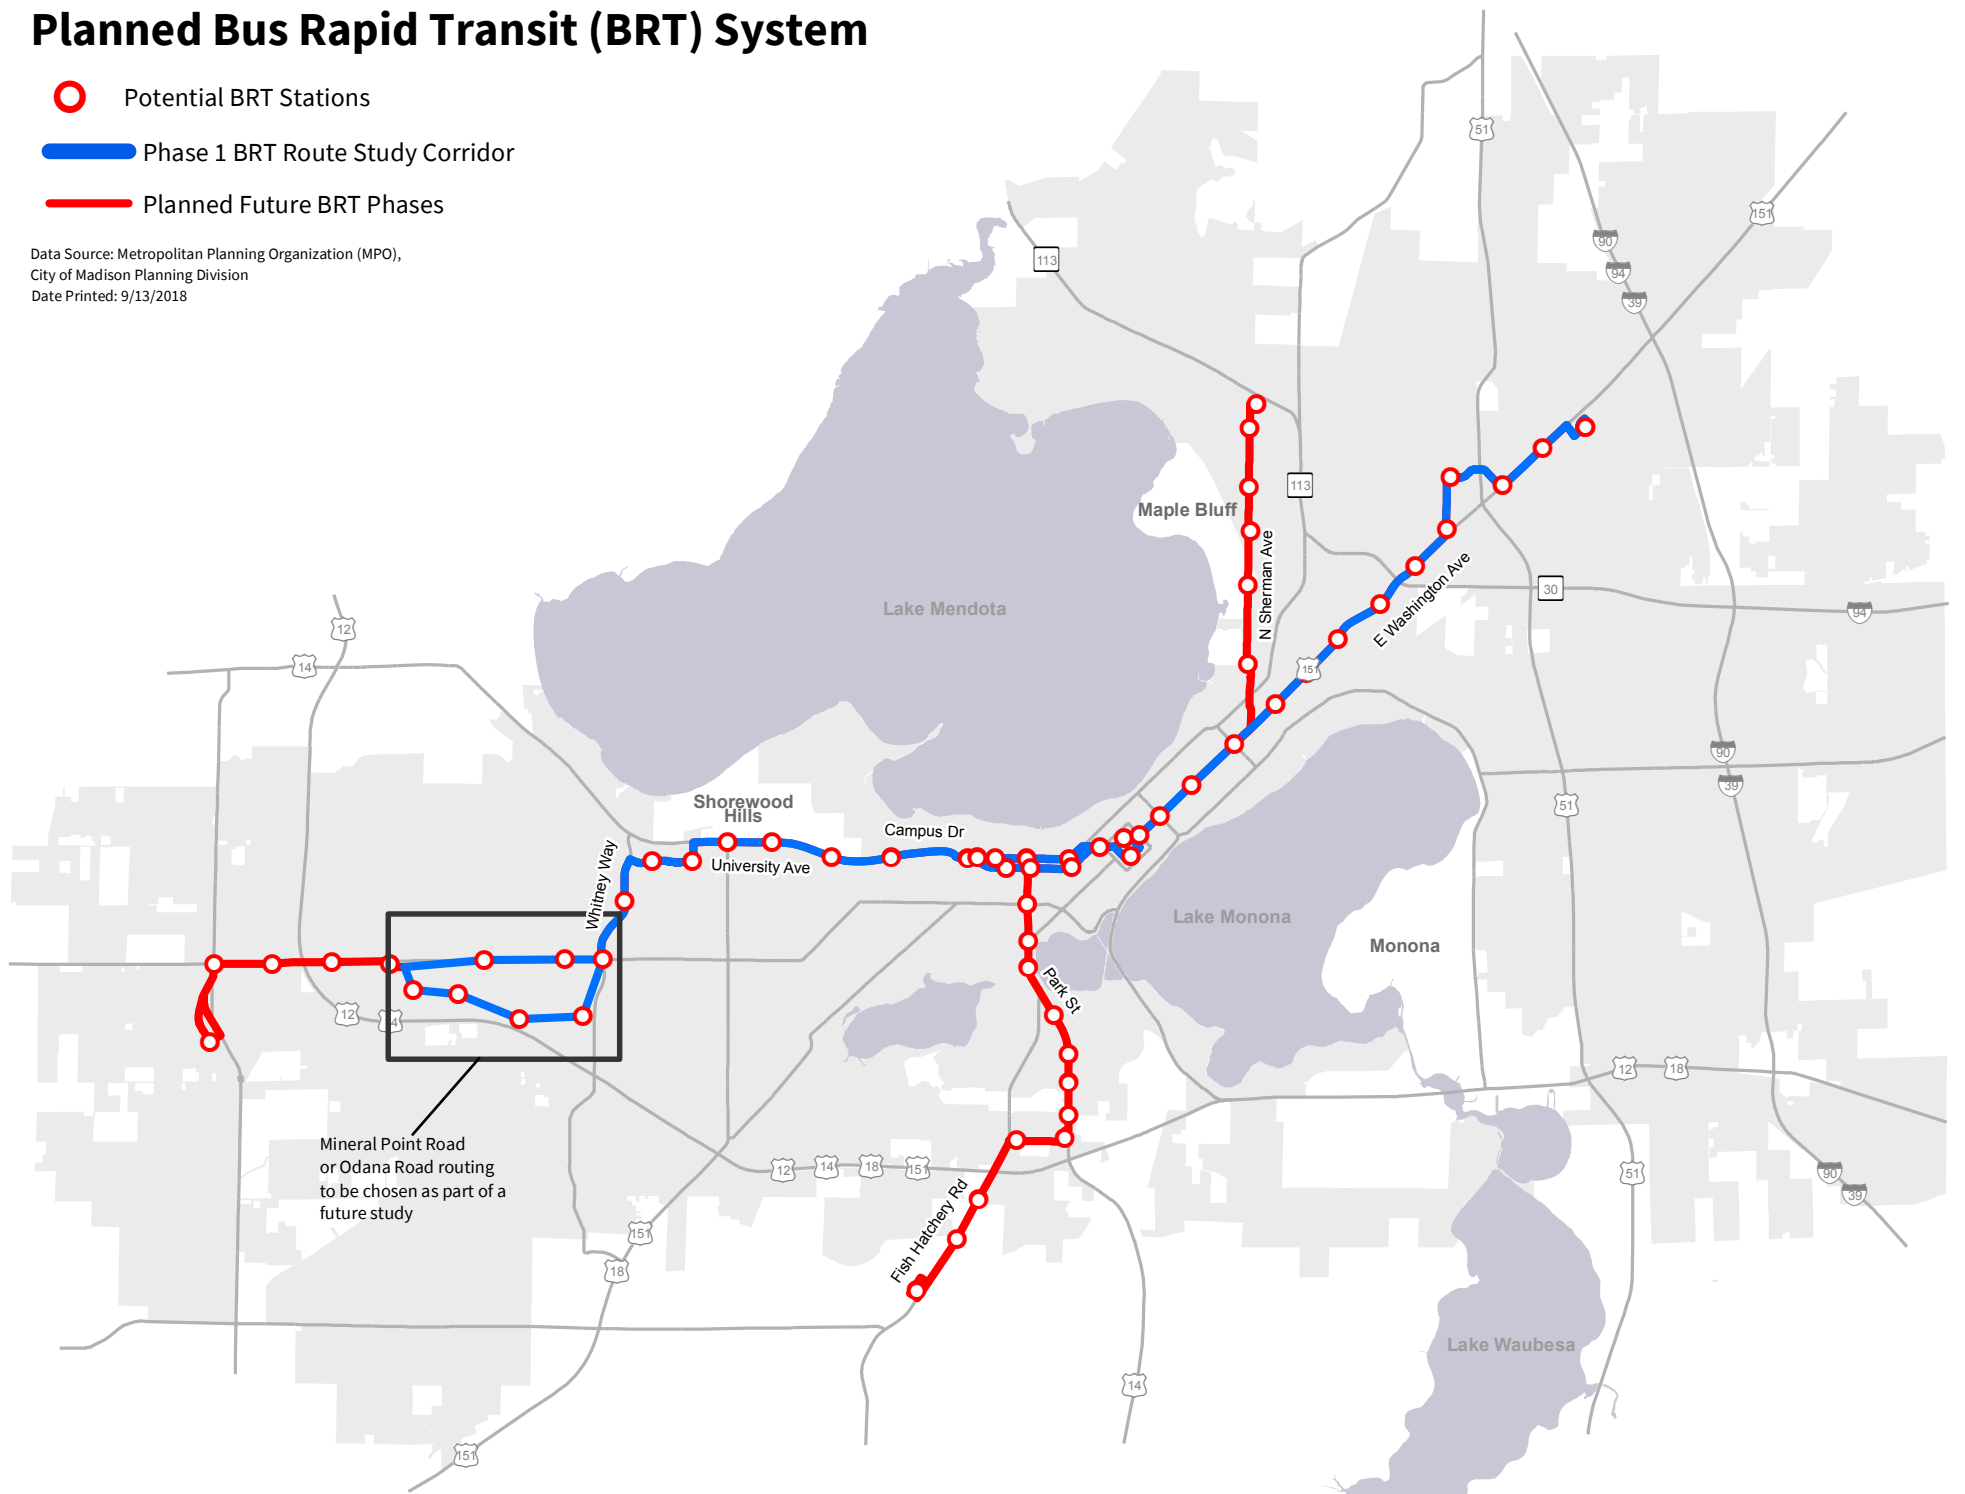 Planned Bus Rapid Transit (BRT) System
Potential BRT Stations
Phase 1 BRT Route Study Corridor
Planned Future BRT Phases
Data Source: Metropolitan Planning Organization (MPO),
City of Madison Planning Division
Date Printed: 9/13/2018
51
151
90
94
39
113
113
Maple Bluff
N Sherman Ave
E Washington Ave
30
94
Lake Mendota
12
14
151
Shorewood
Hills
Campus Dr
University Ave
Whitney Way
90
39
51
Lake Monona
Monona
Park St
12
14
12
18
Mineral Point Road
or Odana Road routing
to be chosen as part of a
future study
12
14
18
151
51
90
39
Fish Hatchery Rd
151
18
Lake Waubesa
14
151